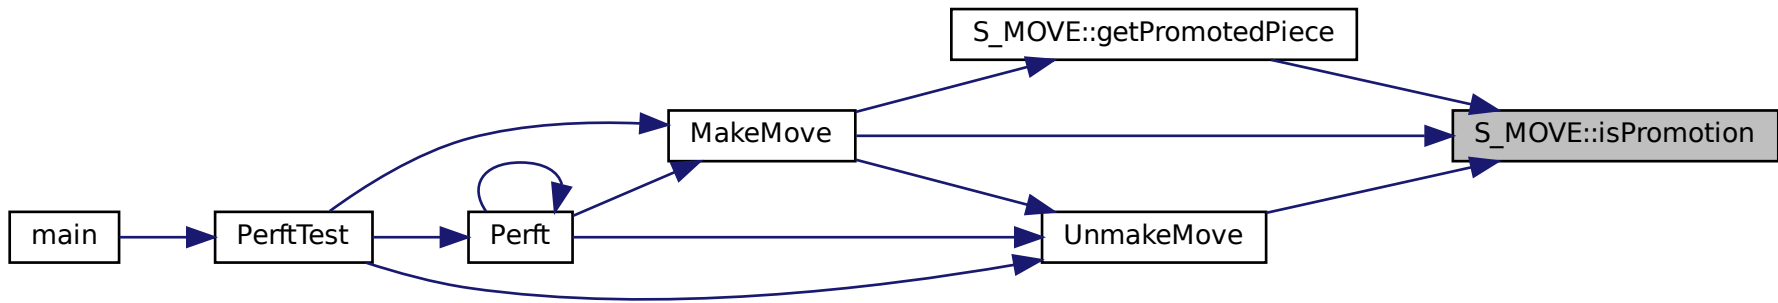 S_MOVE::getPromotedPiece
MakeMove
S_MOVE::isPromotion
main
PerftTest
Perft
UnmakeMove